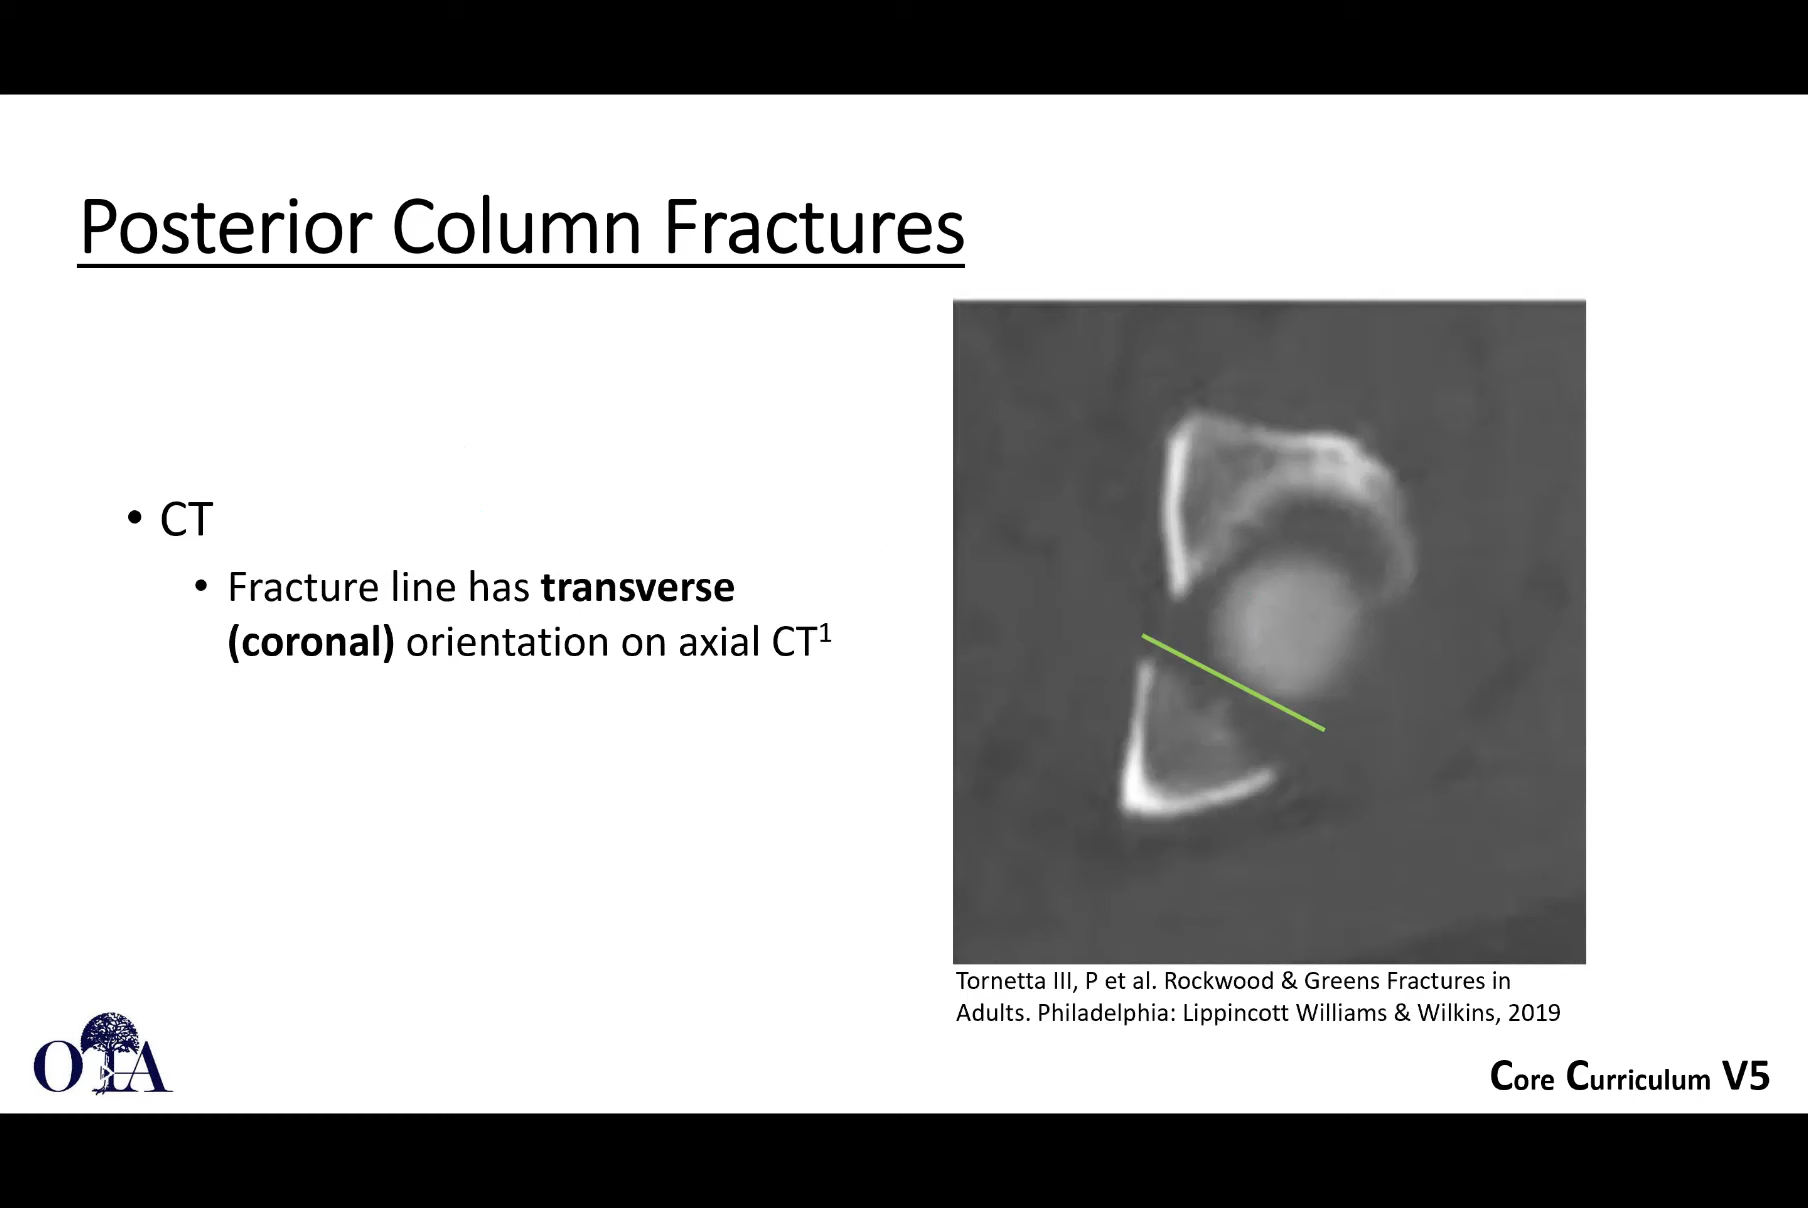 Posterior Column Fractures
• CT
• Fracture line has transverse
(coronal) orientation on axial CT¹
Tornetta III, P et al. Rockwood & Greens Fractures in
Adults. Philadelphia: Lippincott Williams & Wilkins, 2019
OTA
Core Curriculum V5